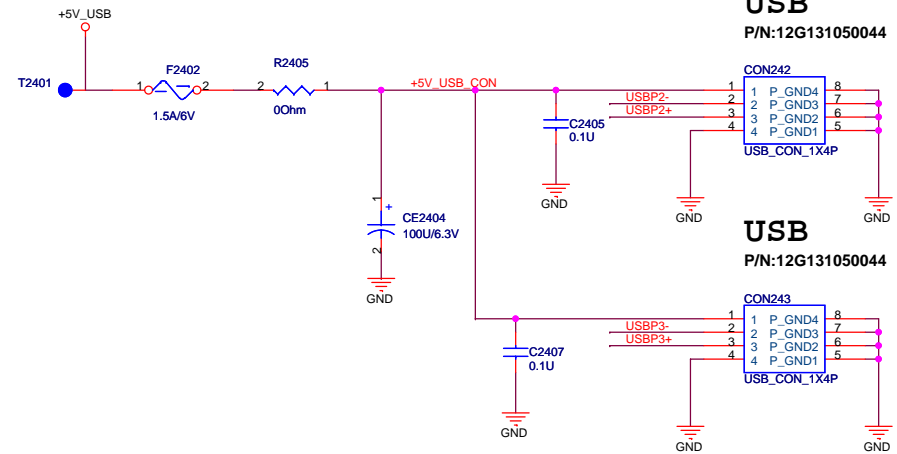 USB
P/N:12G131050044
+5V_USB
T2401
1
F2402
2
1.5A/6V
2
R2405
1
0Ohm
+5V_USB_CON
C2405
0.1U
GND
1
+
CE2404
100U/6.3V
2
GND
CON242
USBP2-
USBP2+
1 1 P_GND4 8
2 2 P_GND3 7
3 3 P_GND2 6
4 4 P_GND1 5
USB_CON_1X4P
GND
GND
USB
P/N:12G131050044
CON243
USBP3-
USBP3+
1 1 P_GND4 8
2 2 P_GND3 7
3 3 P_GND2 6
4 4 P_GND1 5
USB_CON_1X4P
C2407
0.1U
GND
GND
GND